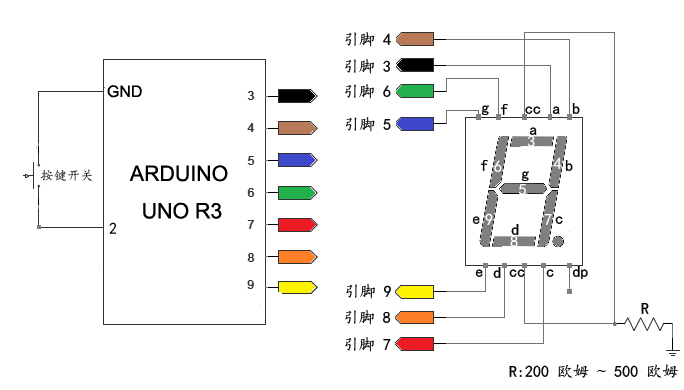 GND
按键开关
2
ARDUINO
UNO R3
3
4
5
6
7
8
9
引脚 4
引脚 3
引脚 6
引脚 5
g f cc a b
a
3
f 6 4 b
g
5
e 9 7 c
d
8
e d cc c dp
引脚 9
引脚 8
引脚 7
R
R:200 欧姆 ~ 500 欧姆